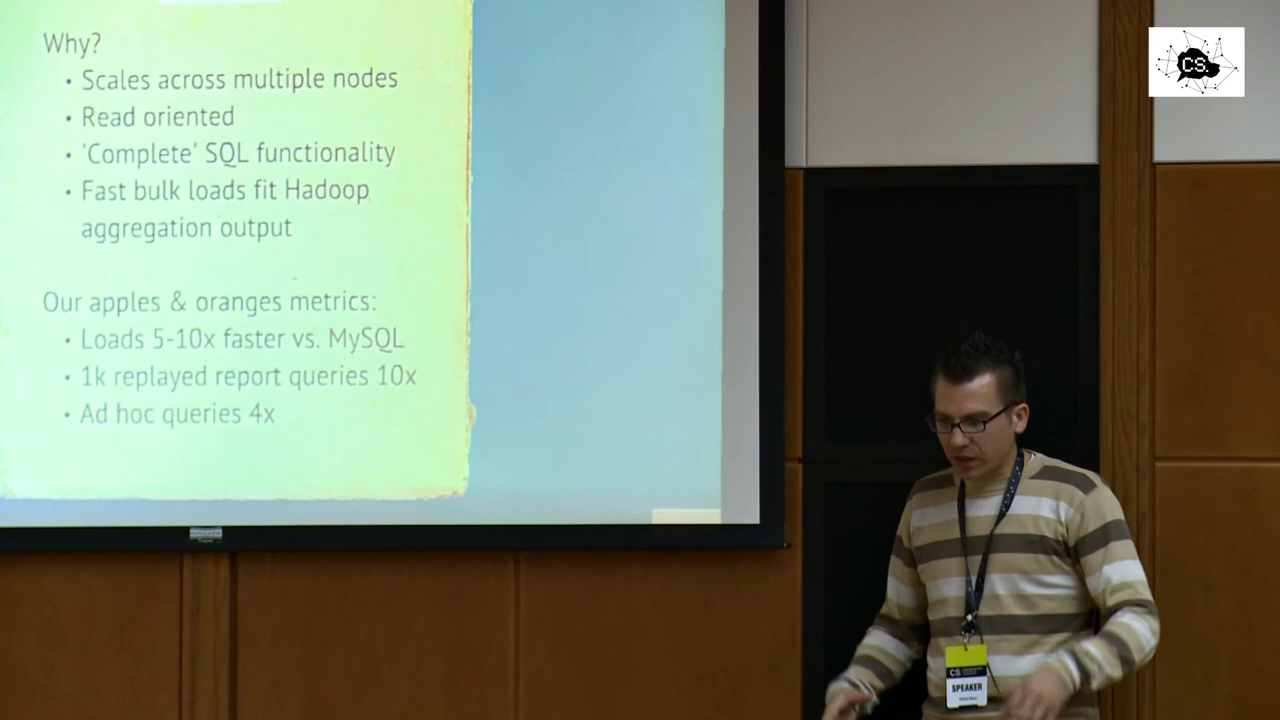 Why?
• Scales across multiple nodes
• Read oriented
• 'Complete' SQL functionality
• Fast bulk loads fit Hadoop
aggregation output
Our apples & oranges metrics:
• Loads 5-10x faster vs. MySQL
• 1k replayed report queries 10x
• Ad hoc queries 4x
CS.
CS.
SPEAKER